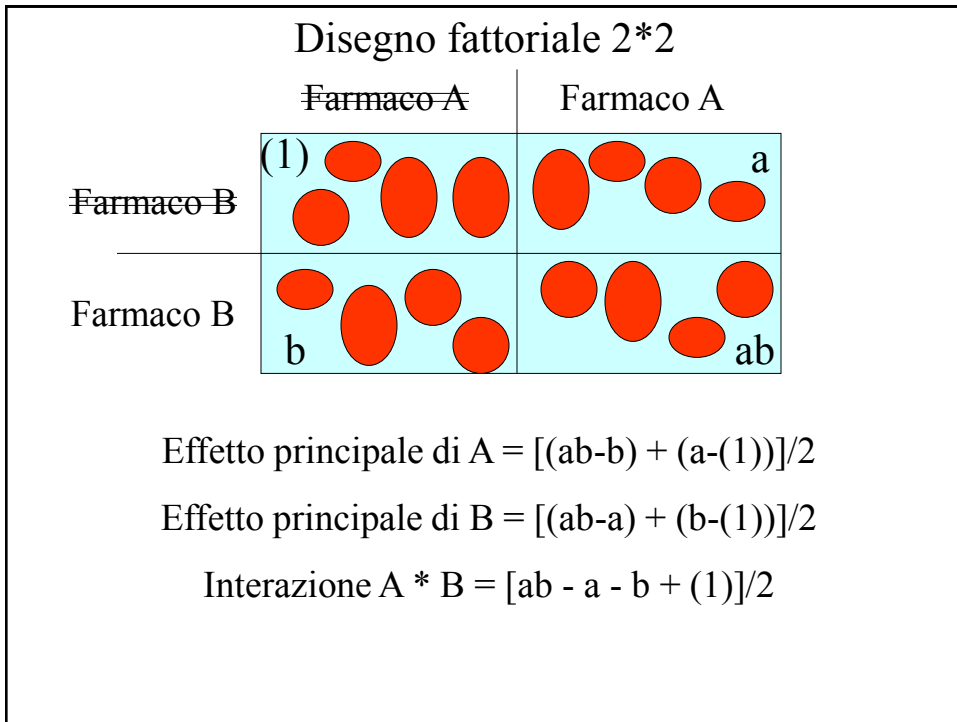 Disegno fattoriale 2*2
Farmaco A Farmaco A
(1) a
Farmaco B
Farmaco B
b ab
Effetto principale di A = [(ab-b) + (a-(1))]/2
Effetto principale di B = [(ab-a) + (b-(1))]/2
Interazione A * B = [ab - a - b + (1)]/2